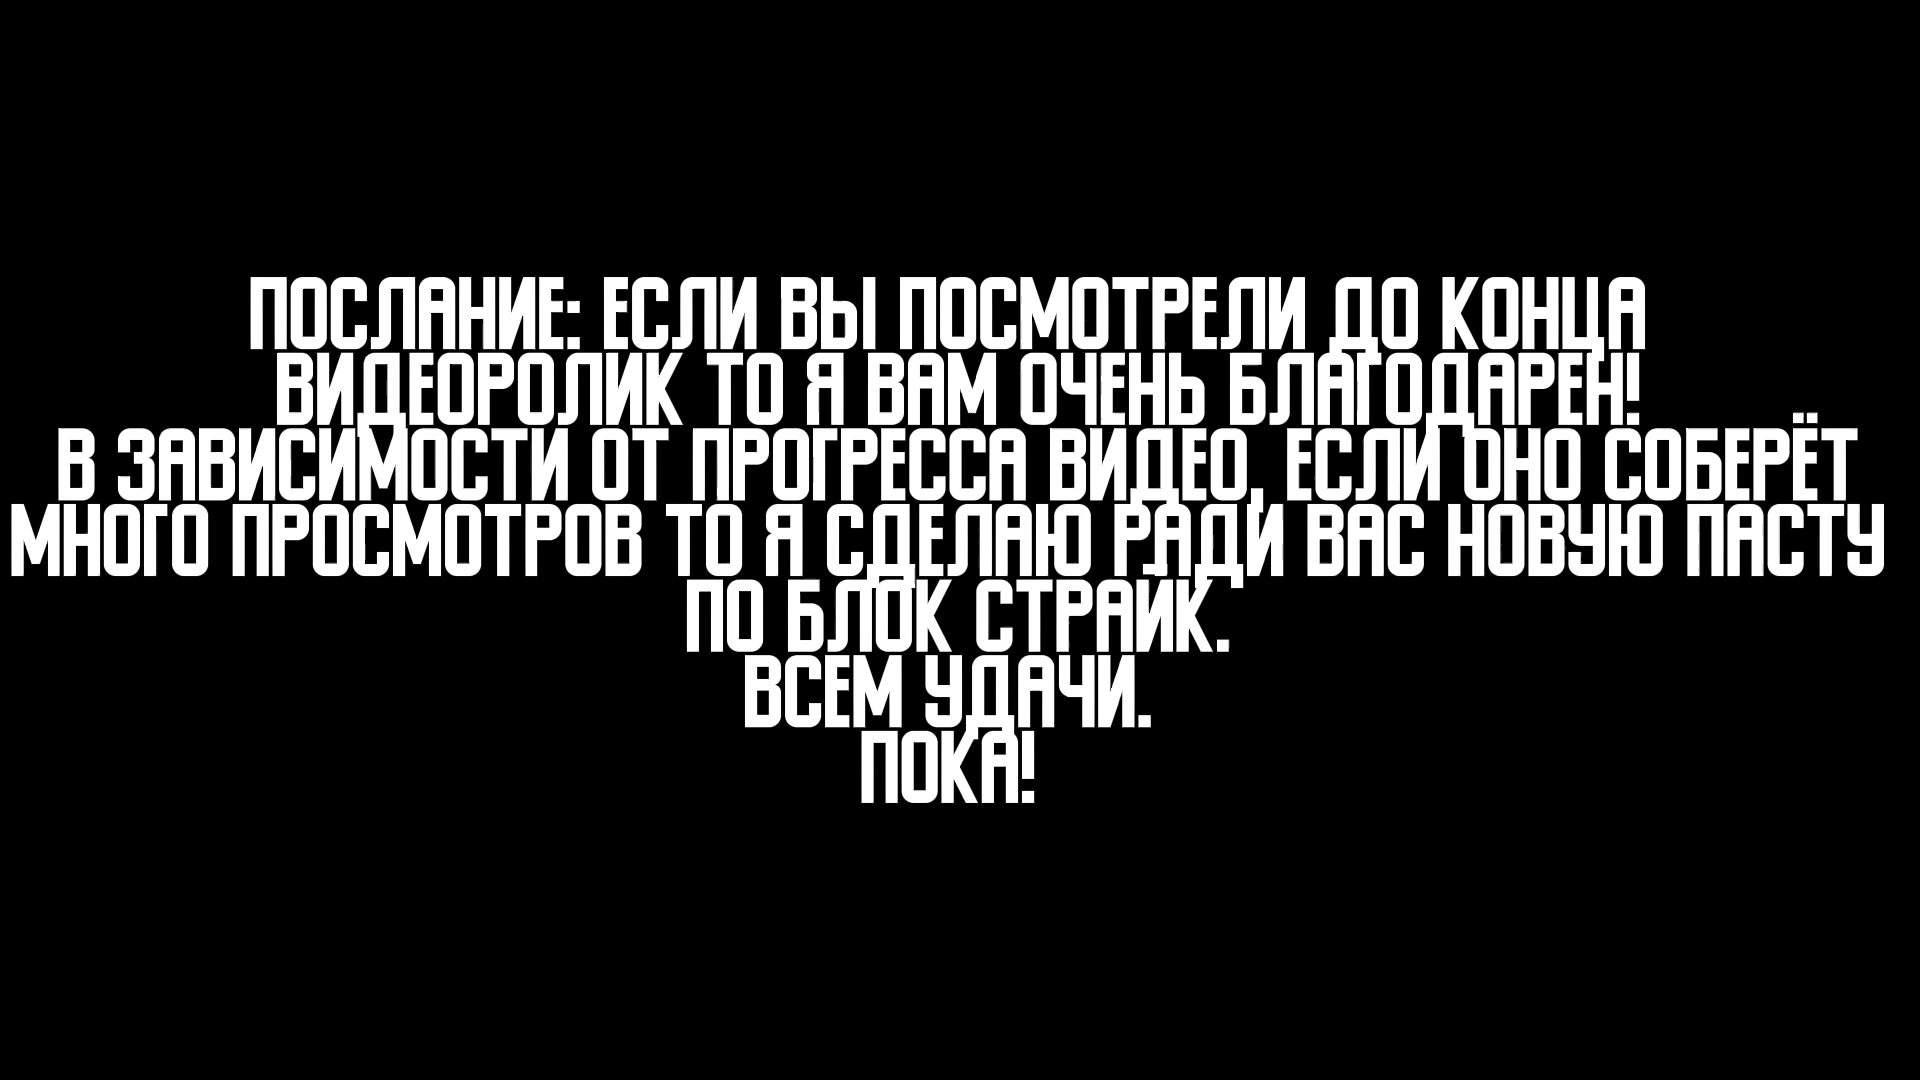 ПОСЛАНИЕ: ЕСЛИ ВЫ ПОСМОТРЕЛИ ДО КОНЦА
ВИДЕОРОЛИК ТО Я ВАМ ОЧЕНЬ БЛАГОДАРЕН!
В ЗАВИСИМОСТИ ОТ ПРОГРЕССА ВИДЕО, ЕСЛИ ОНО СОБЕРЁТ
МНОГО ПРОСМОТРОВ ТО Я СДЕЛАЮ РАДИ ВАС НОВУЮ ПАСТУ
ПО БЛОК СТРАЙК.
ВСЕМ УДАЧИ.
ПОКА!